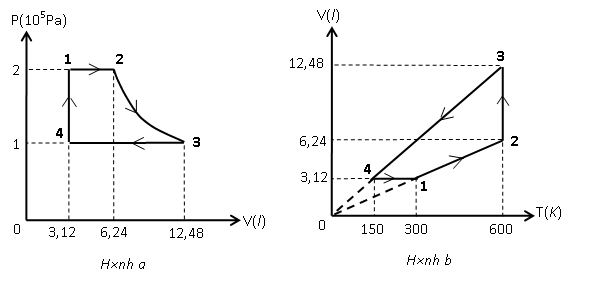 P(10⁵Pa)
1 2
2
4
1 3
0 3,12 6,24 12,48 V(l)
H×nh a
V(l)
12,48 3
6,24 2
3,12 4 1
0 150 300 600 T(K)
H×nh b